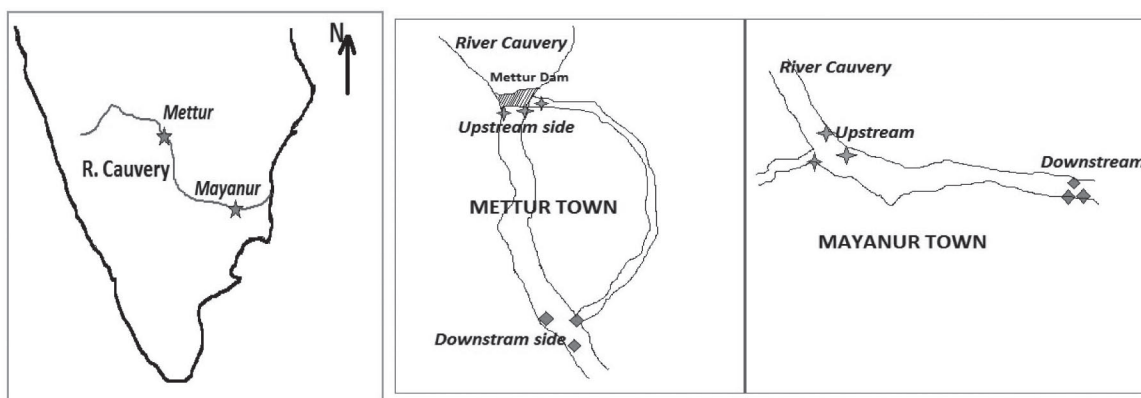 N
Mettur
R. Cauvery
Mayanur
River Cauvery
Mettur Dam
Upstream side
METTUR TOWN
Downstram side
River Cauvery
Upstream
Downstream
MAYANUR TOWN